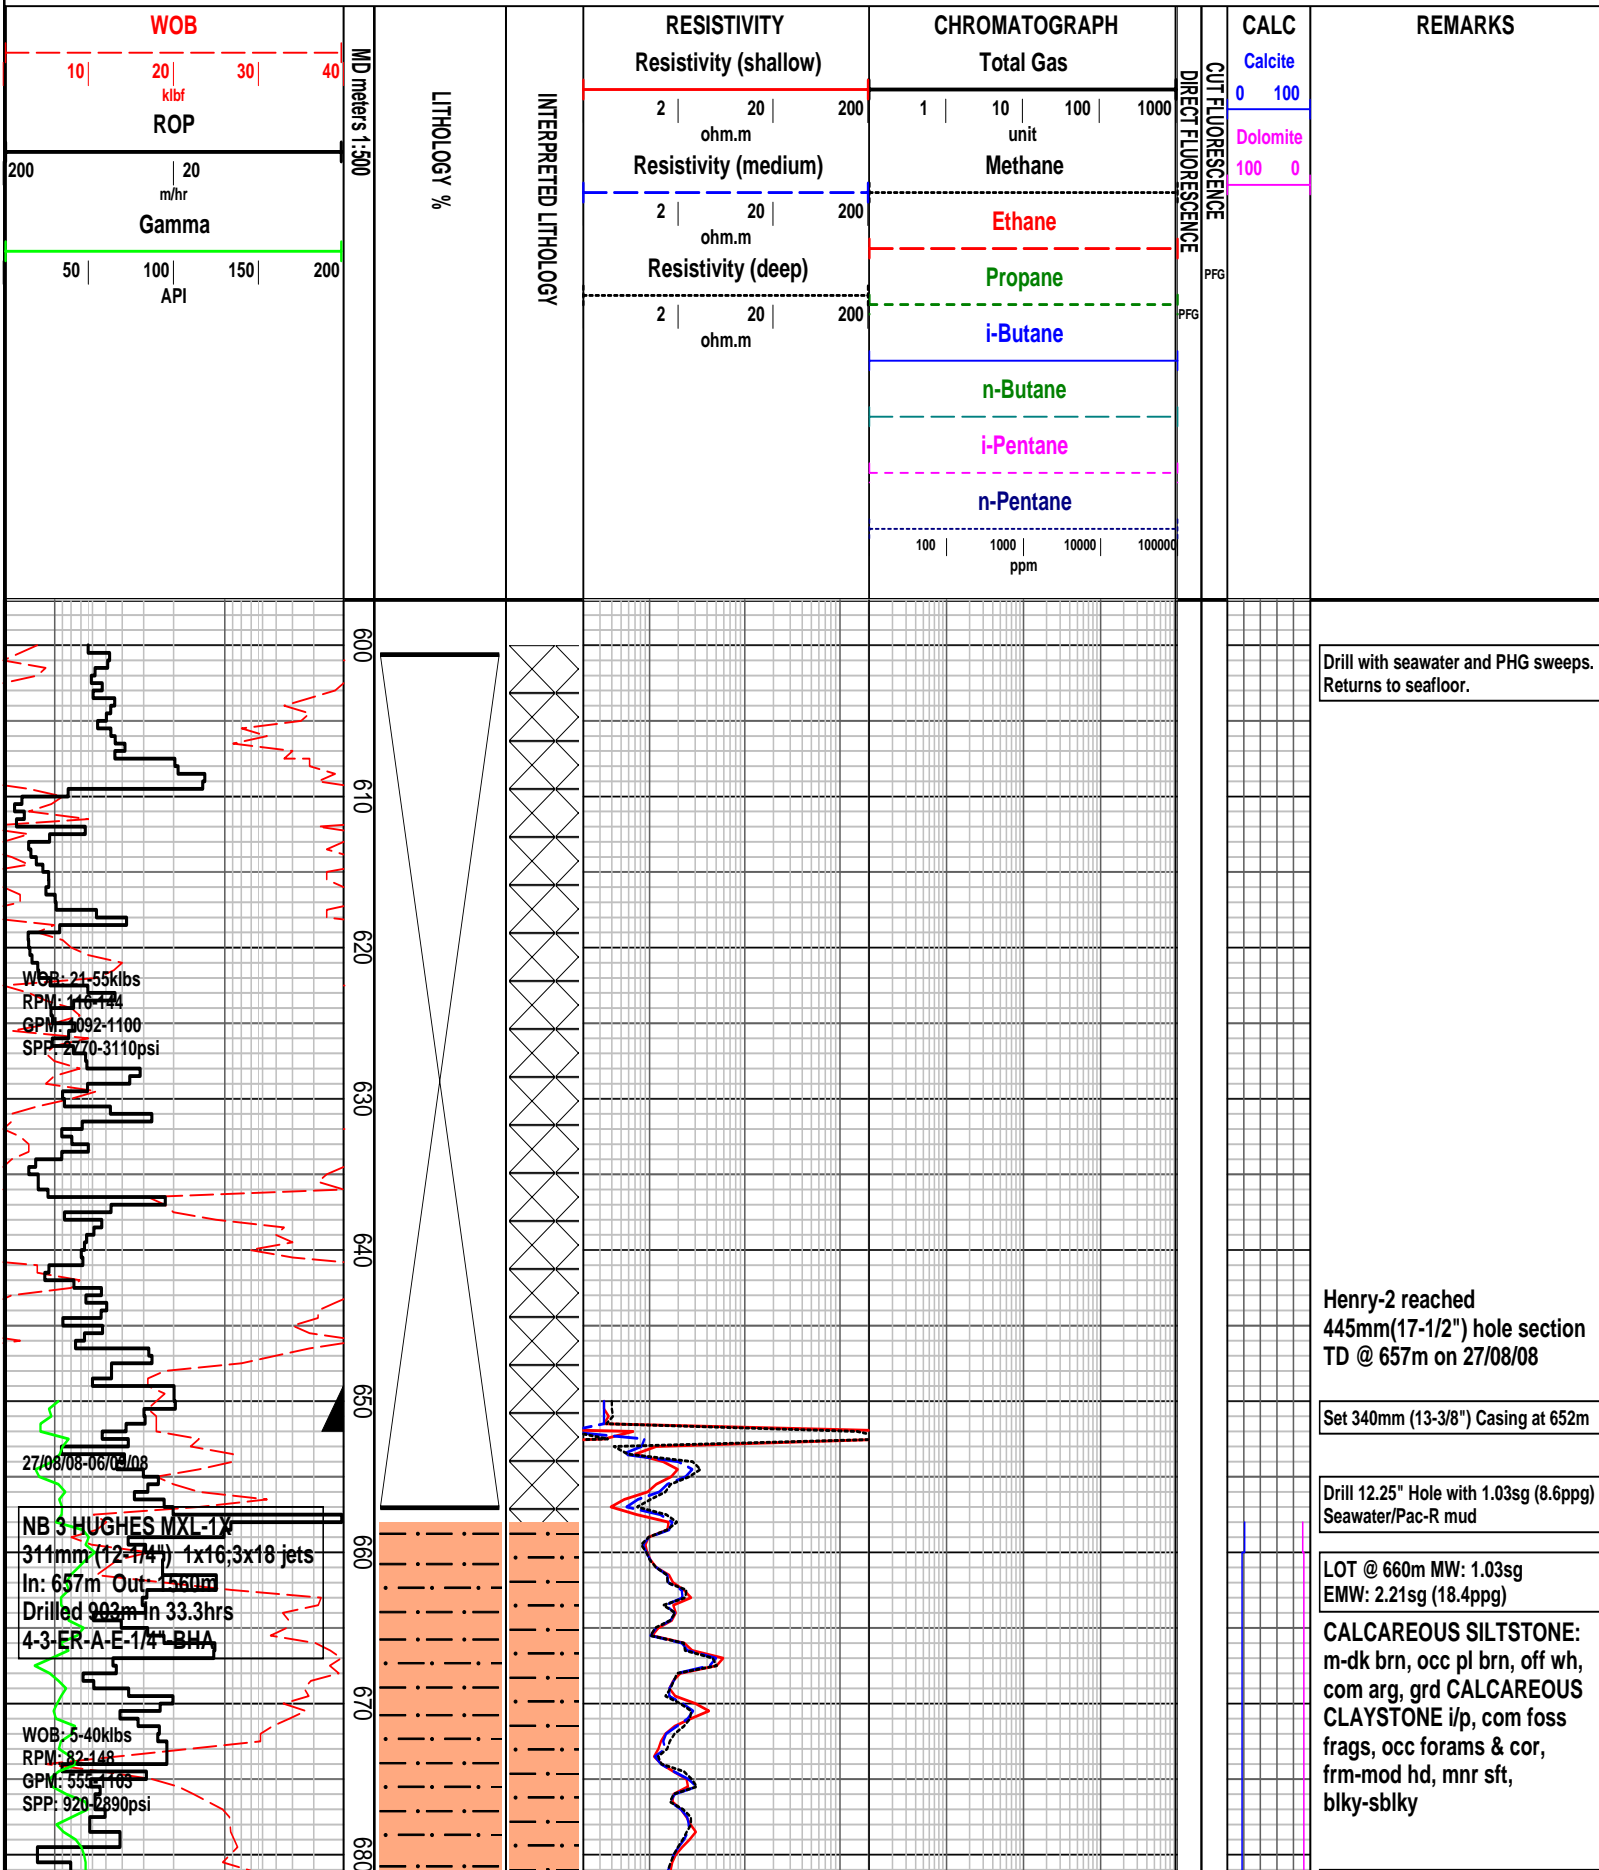 WOB
10 20 30 40
klbf
ROP
200 20
m/hr
Gamma
50 100 150 200
API
MD meters 1:500
LITHOLOGY %
INTERPRETED LITHOLOGY
RESISTIVITY
Resistivity (shallow)
2 20 200
ohm.m
Resistivity (medium)
2 20 200
ohm.m
Resistivity (deep)
2 20 200
ohm.m
CHROMATOGRAPH
Total Gas
1 10 100 1000
unit
Methane
Ethane
Propane
i-Butane
n-Butane
i-Pentane
n-Pentane
100 1000 10000 100000
ppm
DIRECT FLUORESCENCE
PFG
CUT FLUORESCENCE
PFG
CALC
Calcite
0 100
Dolomite
100 0
REMARKS
600
610
620
630
640
650
660
670
680
WOB: 21-55klbs
RPM: 116-144
GPM: 1092-1100
SPP: 2770-3110psi
27/08/08-06/09/08
NB 3 HUGHES MXL-1X
311mm (12-1/4") 1x16,3x18 jets
In: 657m Out: 1560m
Drilled 903m in 33.3hrs
4-3-ER-A-E-1/4"-BHA
WOB: 5-40klbs
RPM: 82-148
GPM: 555-1103
SPP: 920-2890psi
Drill with seawater and PHG sweeps.
Returns to seafloor.
Henry-2 reached
445mm(17-1/2") hole section
TD @ 657m on 27/08/08
Set 340mm (13-3/8") Casing at 652m
Drill 12.25" Hole with 1.03sg (8.6ppg)
Seawater/Pac-R mud
LOT @ 660m MW: 1.03sg
EMW: 2.21sg (18.4ppg)
CALCAREOUS SILTSTONE:
m-dk brn, occ pl brn, off wh,
com arg, grd CALCAREOUS
CLAYSTONE i/p, com foss
frags, occ forams & cor,
frm-mod hd, mnr sft,
blky-sblky